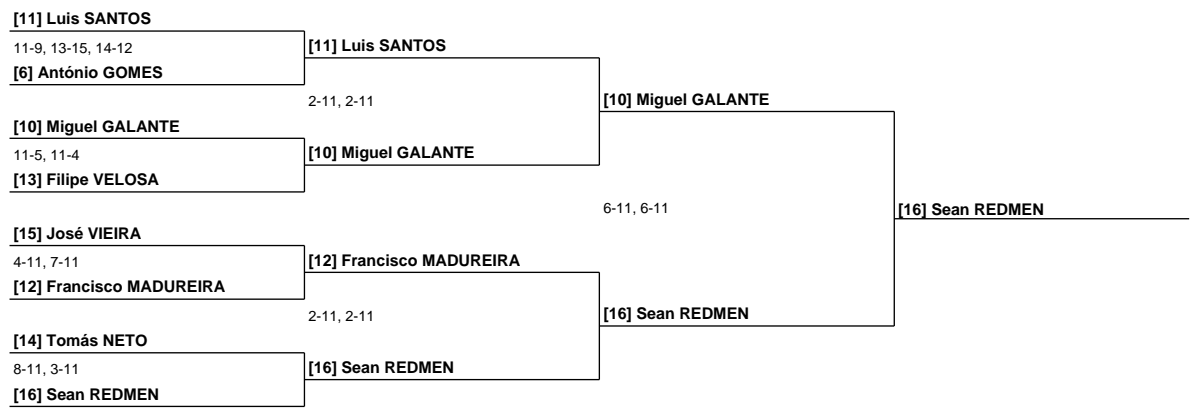 [11] Luis SANTOS
11-9, 13-15, 14-12
[6] António GOMES
[11] Luis SANTOS
2-11, 2-11
[10] Miguel GALANTE
[10] Miguel GALANTE
11-5, 11-4
[13] Filipe VELOSA
[10] Miguel GALANTE
6-11, 6-11
[16] Sean REDMEN
[15] José VIEIRA
4-11, 7-11
[12] Francisco MADUREIRA
[12] Francisco MADUREIRA
2-11, 2-11
[16] Sean REDMEN
[14] Tomás NETO
8-11, 3-11
[16] Sean REDMEN
[16] Sean REDMEN